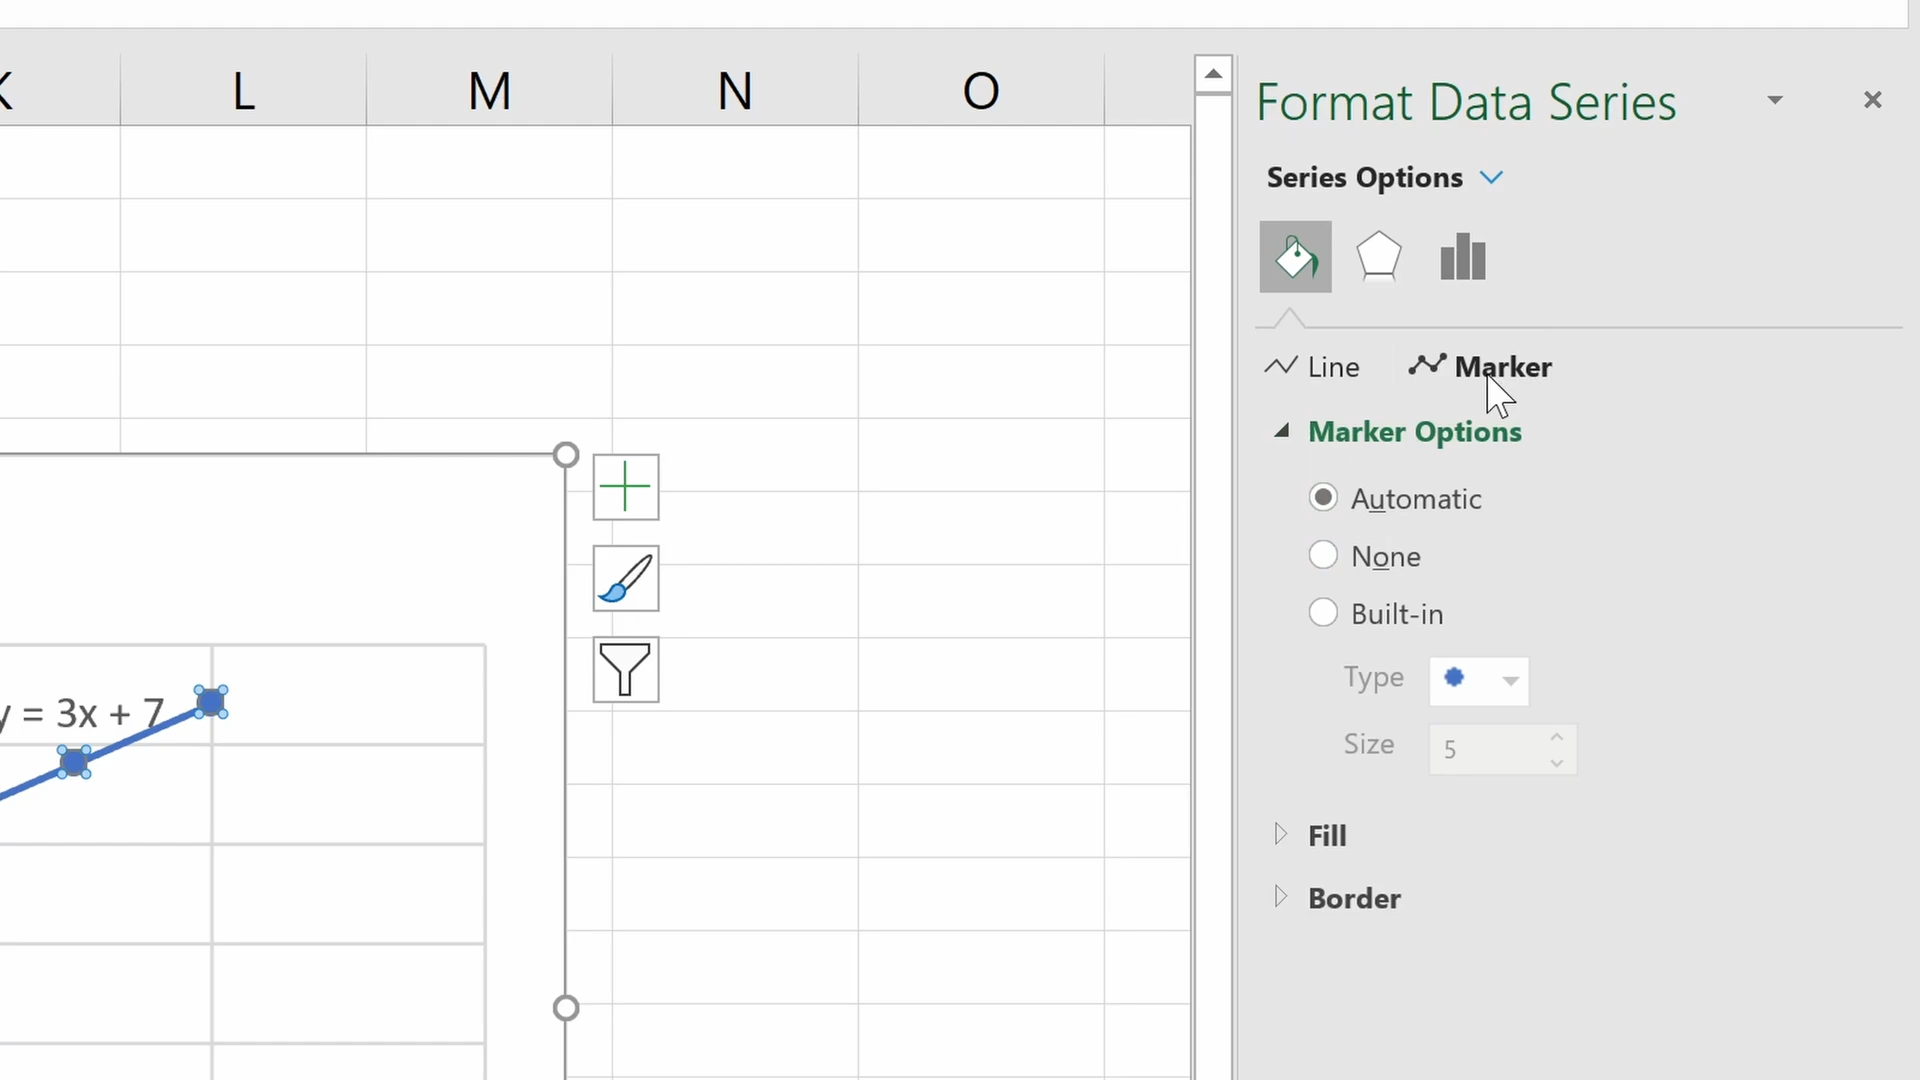 K L M N O
Format Data Series
Series Options
Line Marker
Marker Options
Automatic
None
Built-in
Type
Size 5
Fill
Border
y = 3x + 7